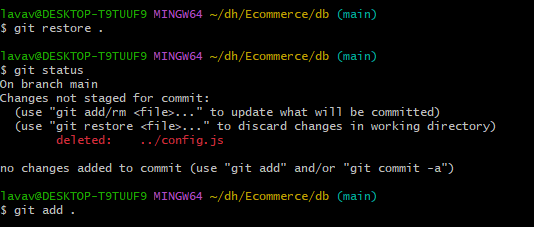 lavav@DESKTOP-T9TUUF9 MINGW64 ~/dh/Ecommerce/db (main)
$ git restore .
lavav@DESKTOP-T9TUUF9 MINGW64 ~/dh/Ecommerce/db (main)
$ git status
On branch main
Changes not staged for commit:
  (use "git add/rm <file>..." to update what will be committed)
  (use "git restore <file>..." to discard changes in working directory)
        deleted:    ../config.js
no changes added to commit (use "git add" and/or "git commit -a")
lavav@DESKTOP-T9TUUF9 MINGW64 ~/dh/Ecommerce/db (main)
$ git add .